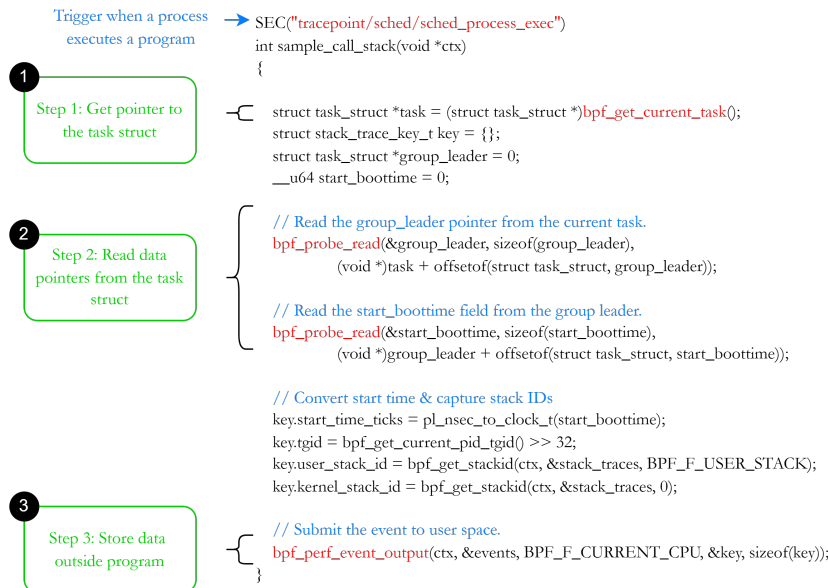 Trigger when a process
executes a program
SEC("tracepoint/sched/sched_process_exec")
int sample_call_stack(void *ctx)
{
1
Step 1: Get pointer to
the task struct
struct task_struct *task = (struct task_struct *)bpf_get_current_task();
struct stack_trace_key_t key = {};
struct task_struct *group_leader = 0;
__u64 start_boottime = 0;
2
Step 2: Read data
pointers from the task
struct
// Read the group_leader pointer from the current task.
bpf_probe_read(&group_leader, sizeof(group_leader),
(void *)task + offsetof(struct task_struct, group_leader));
// Read the start_boottime field from the group leader.
bpf_probe_read(&start_boottime, sizeof(start_boottime),
(void *)group_leader + offsetof(struct task_struct, start_boottime));
// Convert start time & capture stack IDs
key.start_time_ticks = pl_nsec_to_clock_t(start_boottime);
key.tgid = bpf_get_current_pid_tgid() >> 32;
key.user_stack_id = bpf_get_stackid(ctx, &stack_traces, BPF_F_USER_STACK);
key.kernel_stack_id = bpf_get_stackid(ctx, &stack_traces, 0);
3
Step 3: Store data
outside program
// Submit the event to user space.
bpf_perf_event_output(ctx, &events, BPF_F_CURRENT_CPU, &key, sizeof(key));
}